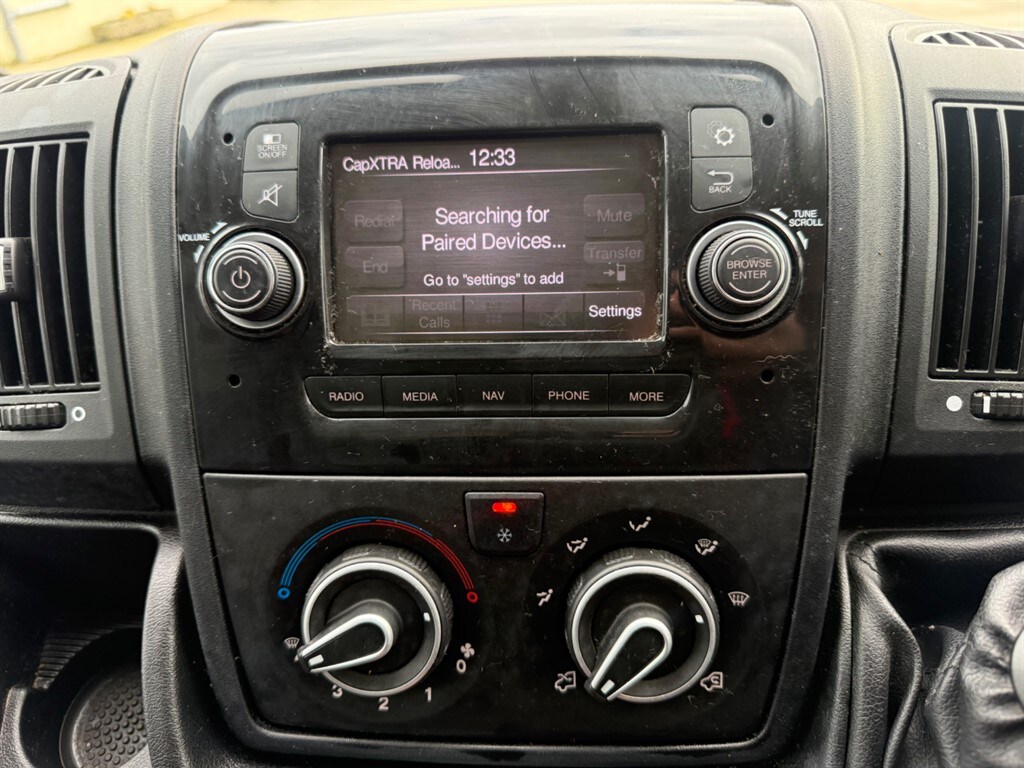 SCREEN
ON/OFF
CapXTRA Reloa... 12:33
BACK
VOLUME
TUNE
SCROLL
Redial
Searching for
Paired Devices...
Mute
End
Transfer
BROWSE
ENTER
Go to "settings" to add
Recent
Calls
Settings
RADIO MEDIA NAV PHONE MORE
0
1
2
3